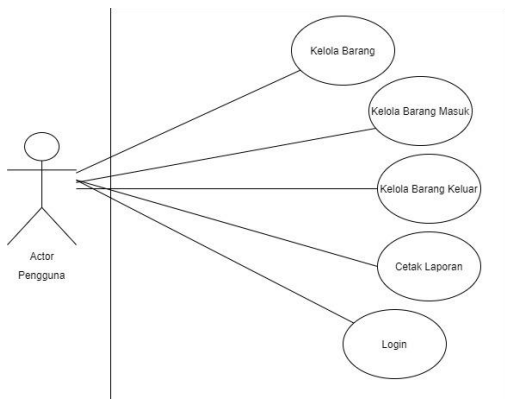 Kelola Barang
Kelola Barang Masuk
Kelola Barang Keluar
Cetak Laporan
Login
Actor
Pengguna